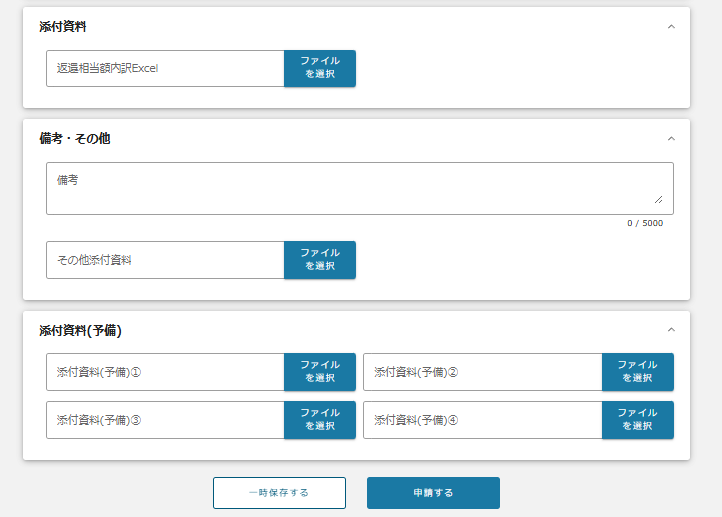 添付資料
返還相当額内訳Excel
ファイル
を選択
備考・その他
備考
0 / 5000
その他添付資料
ファイル
を選択
添付資料(予備)
添付資料(予備)①
ファイル
を選択
添付資料(予備)②
ファイル
を選択
添付資料(予備)③
ファイル
を選択
添付資料(予備)④
ファイル
を選択
一時保存する
申請する